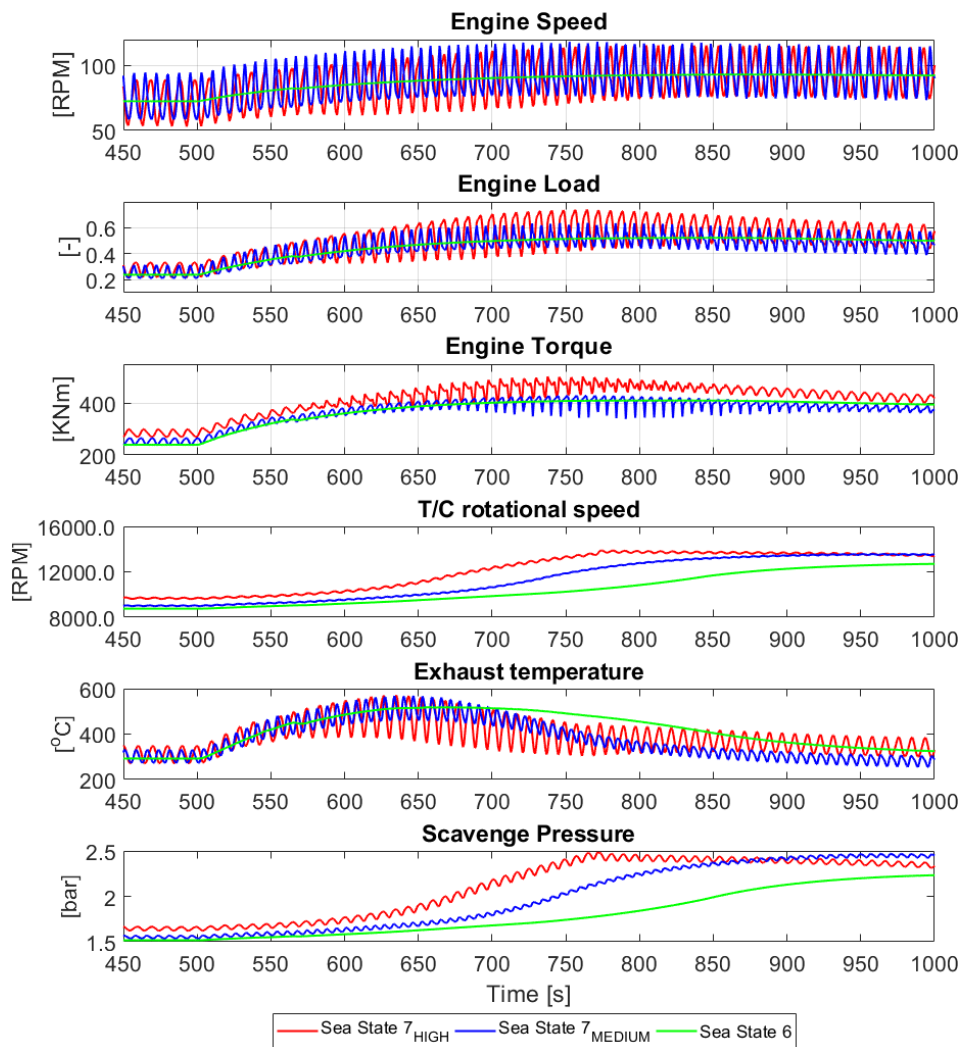 Engine Speed
[RPM]
100
50
450 500 550 600 650 700 750 800 850 900 950 1000
Engine Load
[-]
0.6
0.4
0.2
450 500 550 600 650 700 750 800 850 900 950 1000
Engine Torque
[KNm]
400
200
450 500 550 600 650 700 750 800 850 900 950 1000
T/C rotational speed
[RPM]
16000.0
12000.0
8000.0
450 500 550 600 650 700 750 800 850 900 950 1000
Exhaust temperature
[°C]
600
400
200
450 500 550 600 650 700 750 800 850 900 950 1000
Scavenge Pressure
[bar]
2.5
2
1.5
450 500 550 600 650 700 750 800 850 900 950 1000
Time [s]
Sea State 7HIGH Sea State 7MEDIUM Sea State 6